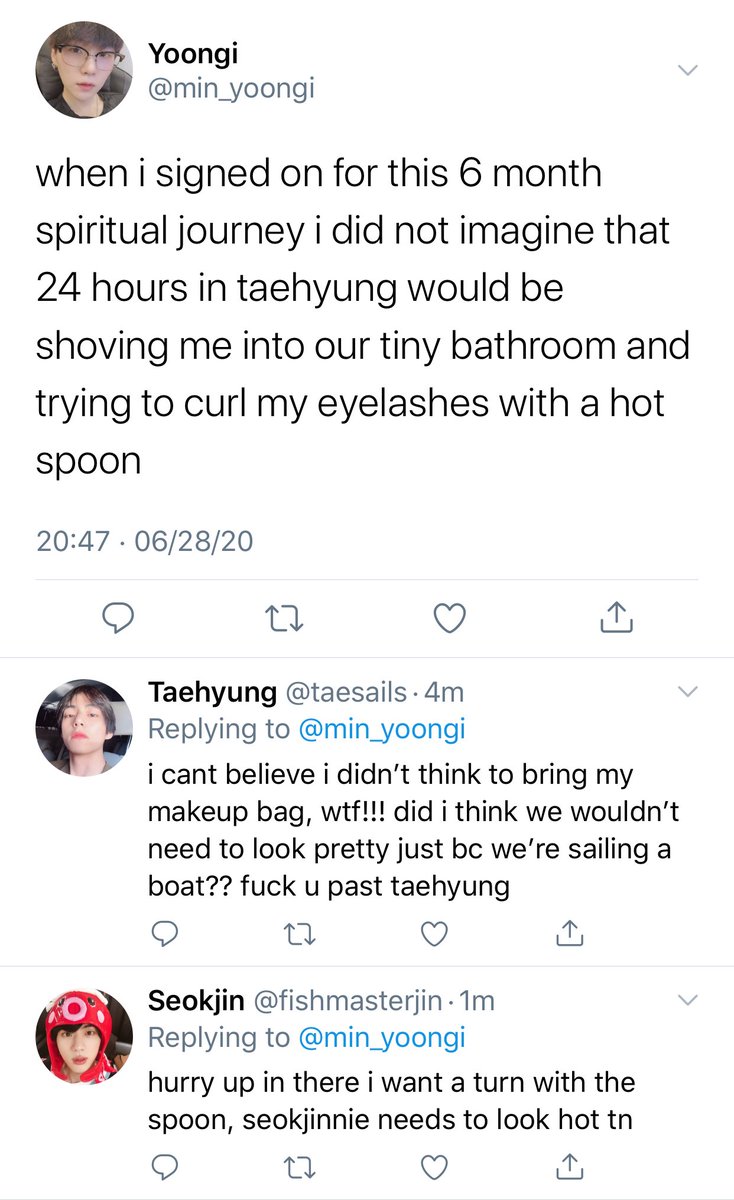 Yoongi
@min_yoongi
when i signed on for this 6 month
spiritual journey i did not imagine that
24 hours in taehyung would be
shoving me into our tiny bathroom and
trying to curl my eyelashes with a hot
spoon
20:47 · 06/28/20
Taehyung @taesails · 4m
Replying to @min_yoongi
i cant believe i didn’t think to bring my
makeup bag, wtf!!! did i think we wouldn’t
need to look pretty just bc we’re sailing a
boat?? fuck u past taehyung
Seokjin @fishmasterjin · 1m
Replying to @min_yoongi
hurry up in there i want a turn with the
spoon, seokjinnie needs to look hot tn